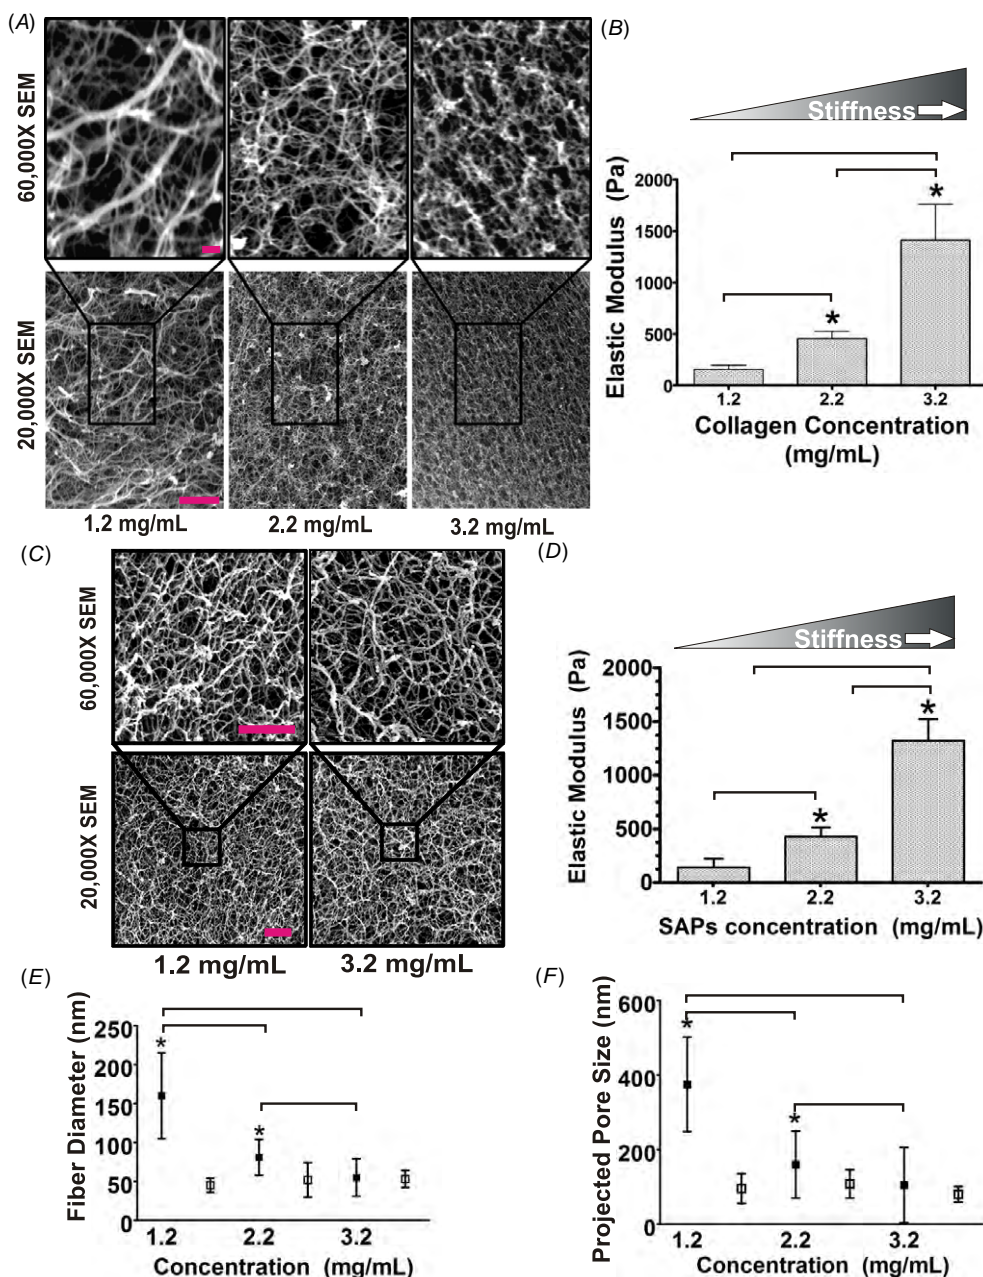 (A)
60,000X SEM
20,000X SEM
1.2 mg/mL
2.2 mg/mL
3.2 mg/mL
(B)
Stiffness
Elastic Modulus (Pa)
2000
1500
1000
500
0
*
*
1.2
2.2
3.2
Collagen Concentration
(mg/mL)
(C)
60,000X SEM
20,000X SEM
1.2 mg/mL
3.2 mg/mL
(D)
Stiffness
Elastic Modulus (Pa)
2000
1500
1000
500
0
*
*
1.2
2.2
3.2
SAPs concentration (mg/mL)
(E)
Fiber Diameter (nm)
250
200
150
100
50
0
*
*
1.2
2.2
3.2
Concentration (mg/mL)
(F)
Projected Pore Size (nm)
600
400
200
0
*
*
1.2
2.2
3.2
Concentration (mg/mL)